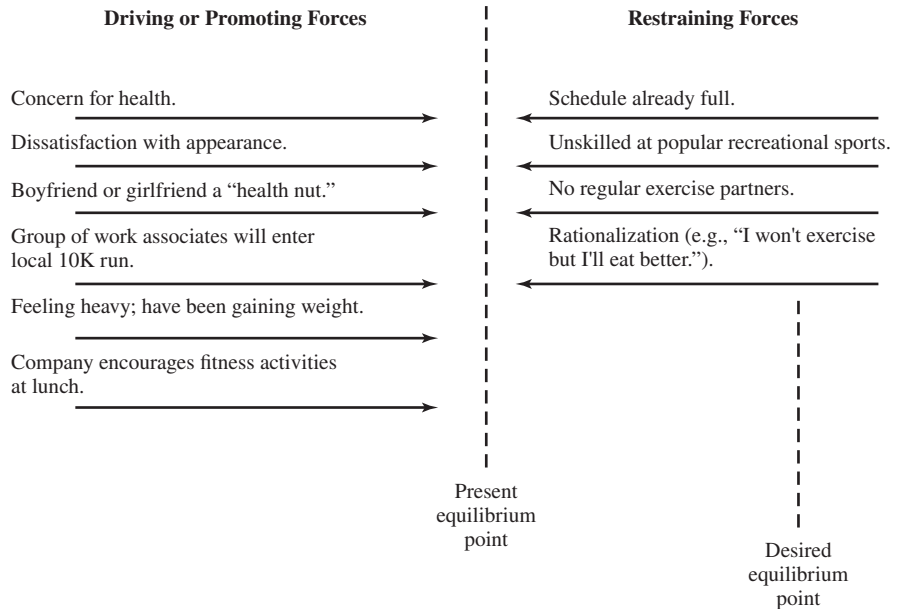 Driving or Promoting Forces
Concern for health.
Dissatisfaction with appearance.
Boyfriend or girlfriend a “health nut.”
Group of work associates will enter
local 10K run.
Feeling heavy; have been gaining weight.
Company encourages fitness activities
at lunch.
Restraining Forces
Schedule already full.
Unskilled at popular recreational sports.
No regular exercise partners.
Rationalization (e.g., “I won't exercise
but I'll eat better.”).
Present
equilibrium
point
Desired
equilibrium
point